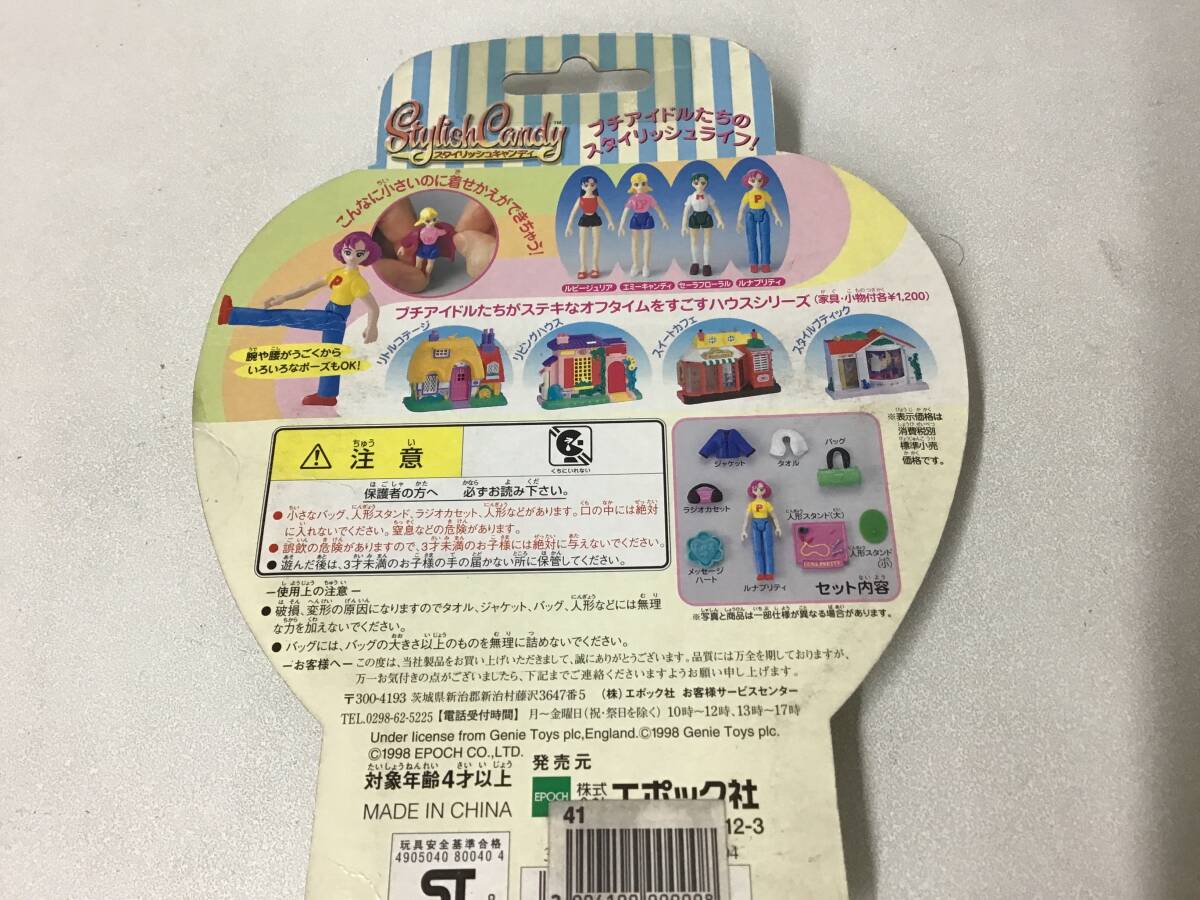 Stylish Candy™
スタイリッシュキャンディ
プチアイドルたちの
スタイリッシュライフ!
こんなに小さいのに着せかえができちゃう!
ルビージュリア エミーキャンディ セーラフローラル ルナプリティ
P
腕や腰がうごくから
いろいろなポーズもOK!
プチアイドルたちがステキなオフタイムをすごすハウスシリーズ(家具・小物付各¥1,200)
リトルコテージ
リビングハウス
スイートカフェ
スタイルブティック
※表示価格は
消費税別
標準小売
価格です。
⚠注意
くちにいれない
保護者の方へ 必ずお読み下さい。
●小さなバッグ、人形スタンド、ラジオカセット、人形などがあります。口の中には絶対
に入れないでください。窒息などの危険があります。
●誤飲の危険がありますので、3才未満のお子様には絶対に与えないでください。
●遊んだ後は、3才未満のお子様の手の届かない所に保管してください。
ジャケット
タオル
バッグ
ラジオカセット
人形スタンド(大)
人形スタンド
(小)
メッセージ
ハート
LUNA PRETTY
ルナプリティ
セット内容
※写真と商品は一部仕様が異なる場合があります。
ー使用上の注意ー
●破損、変形の原因になりますのでタオル、ジャケット、バッグ、人形などには無理
な力を加えないでください。
●バッグには、バッグの大きさ以上のものを無理に詰めないでください。
ーお客様へー この度は、当社製品をお買い上げいただきまして、誠にありがとうございます。品質には万全を期しておりますが、
万一お気付きの点がございましたら、下記までご連絡くださいますようお願い申し上げます。
〒300-4193 茨城県新治郡新治村藤沢3647番5 (株)エポック社 お客様サービスセンター
TEL.0298-62-5225【電話受付時間】 月〜金曜日(祝・祭日を除く) 10時〜12時、13時〜17時
Under license from Genie Toys plc,England.©1998 Genie Toys plc.
©1998 EPOCH CO.,LTD.
対象年齢4才以上
発売元
EPOCH 株式 エポック社
MADE IN CHINA
12-3
41
玩具安全基準合格
4905040 80040 4
ST